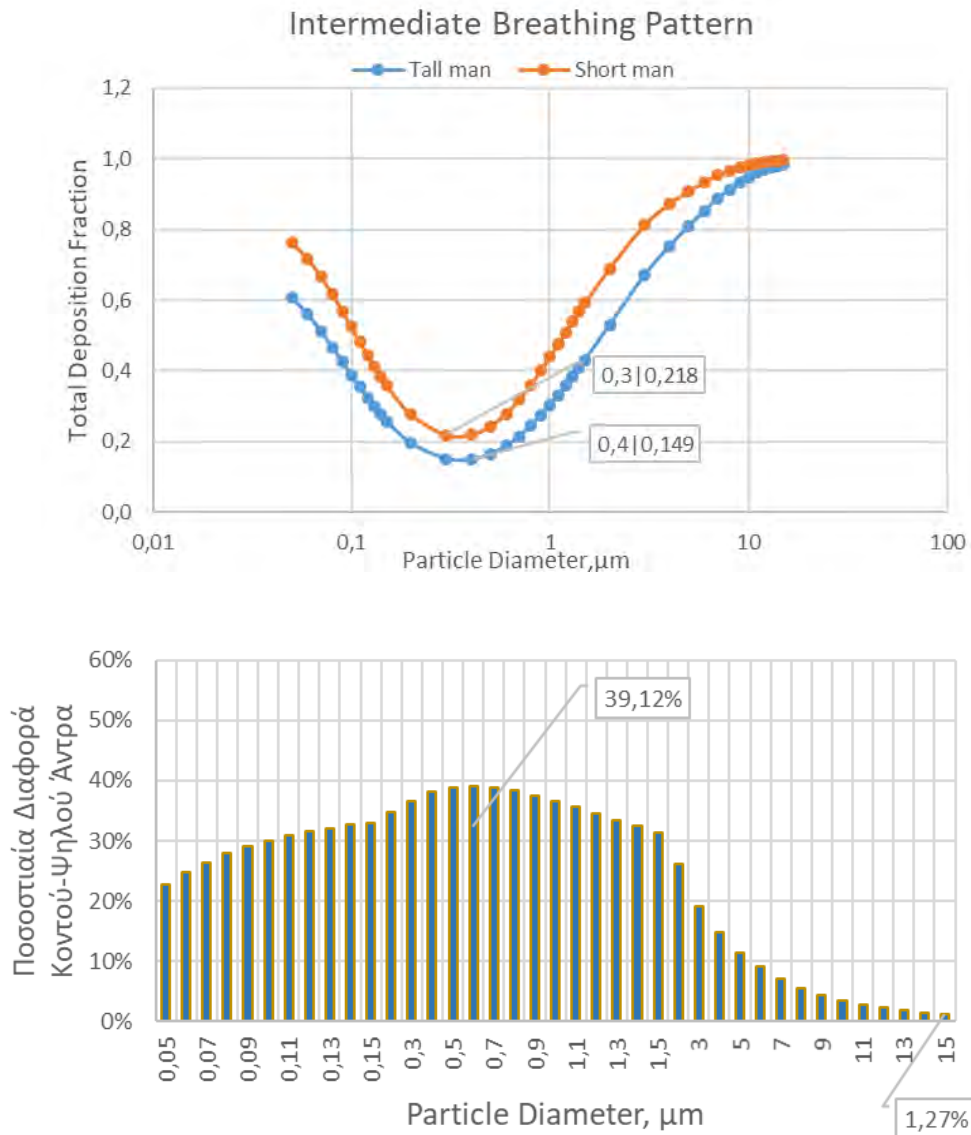 Intermediate Breathing Pattern
Tall man Short man
1,2
1,0
0,8
0,6
0,4
0,2
0,0
Total Deposition Fraction
0,3|0,218
0,4|0,149
0,01 0,1 1 10 100
Particle Diameter,μm
60%
50%
40%
30%
20%
10%
0%
Ποσοστιαία Διαφορά
Κοντού-Ψηλού Άντρα
39,12%
0,05 0,07 0,09 0,11 0,13 0,15 0,3 0,5 0,7 0,9 1,1 1,3 1,5 3 5 7 9 11 13 15
Particle Diameter, μm
1,27%